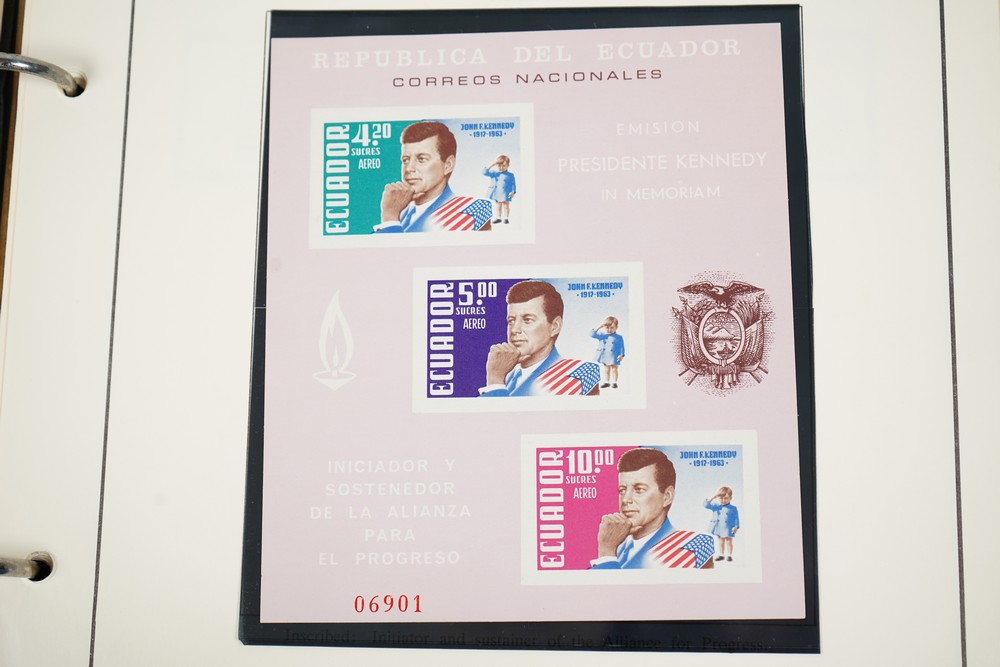 REPUBLICA DEL ECUADOR
CORREOS NACIONALES
ECUADOR
4.20
SUCRES
AEREO
JOHN F. KENNEDY
·1917-1963·
EMISION
PRESIDENTE KENNEDY
IN MEMORIAM
ECUADOR
5.00
SUCRES
AEREO
JOHN F. KENNEDY
·1917-1963·
ECUADOR
10.00
SUCRES
AEREO
JOHN F. KENNEDY
·1917-1963·
INICIADOR Y
SOSTENEDOR
DE LA ALIANZA
PARA
EL PROGRESO
06901
Inscribed: Initiator and sustainer of the Alliance for Progress.